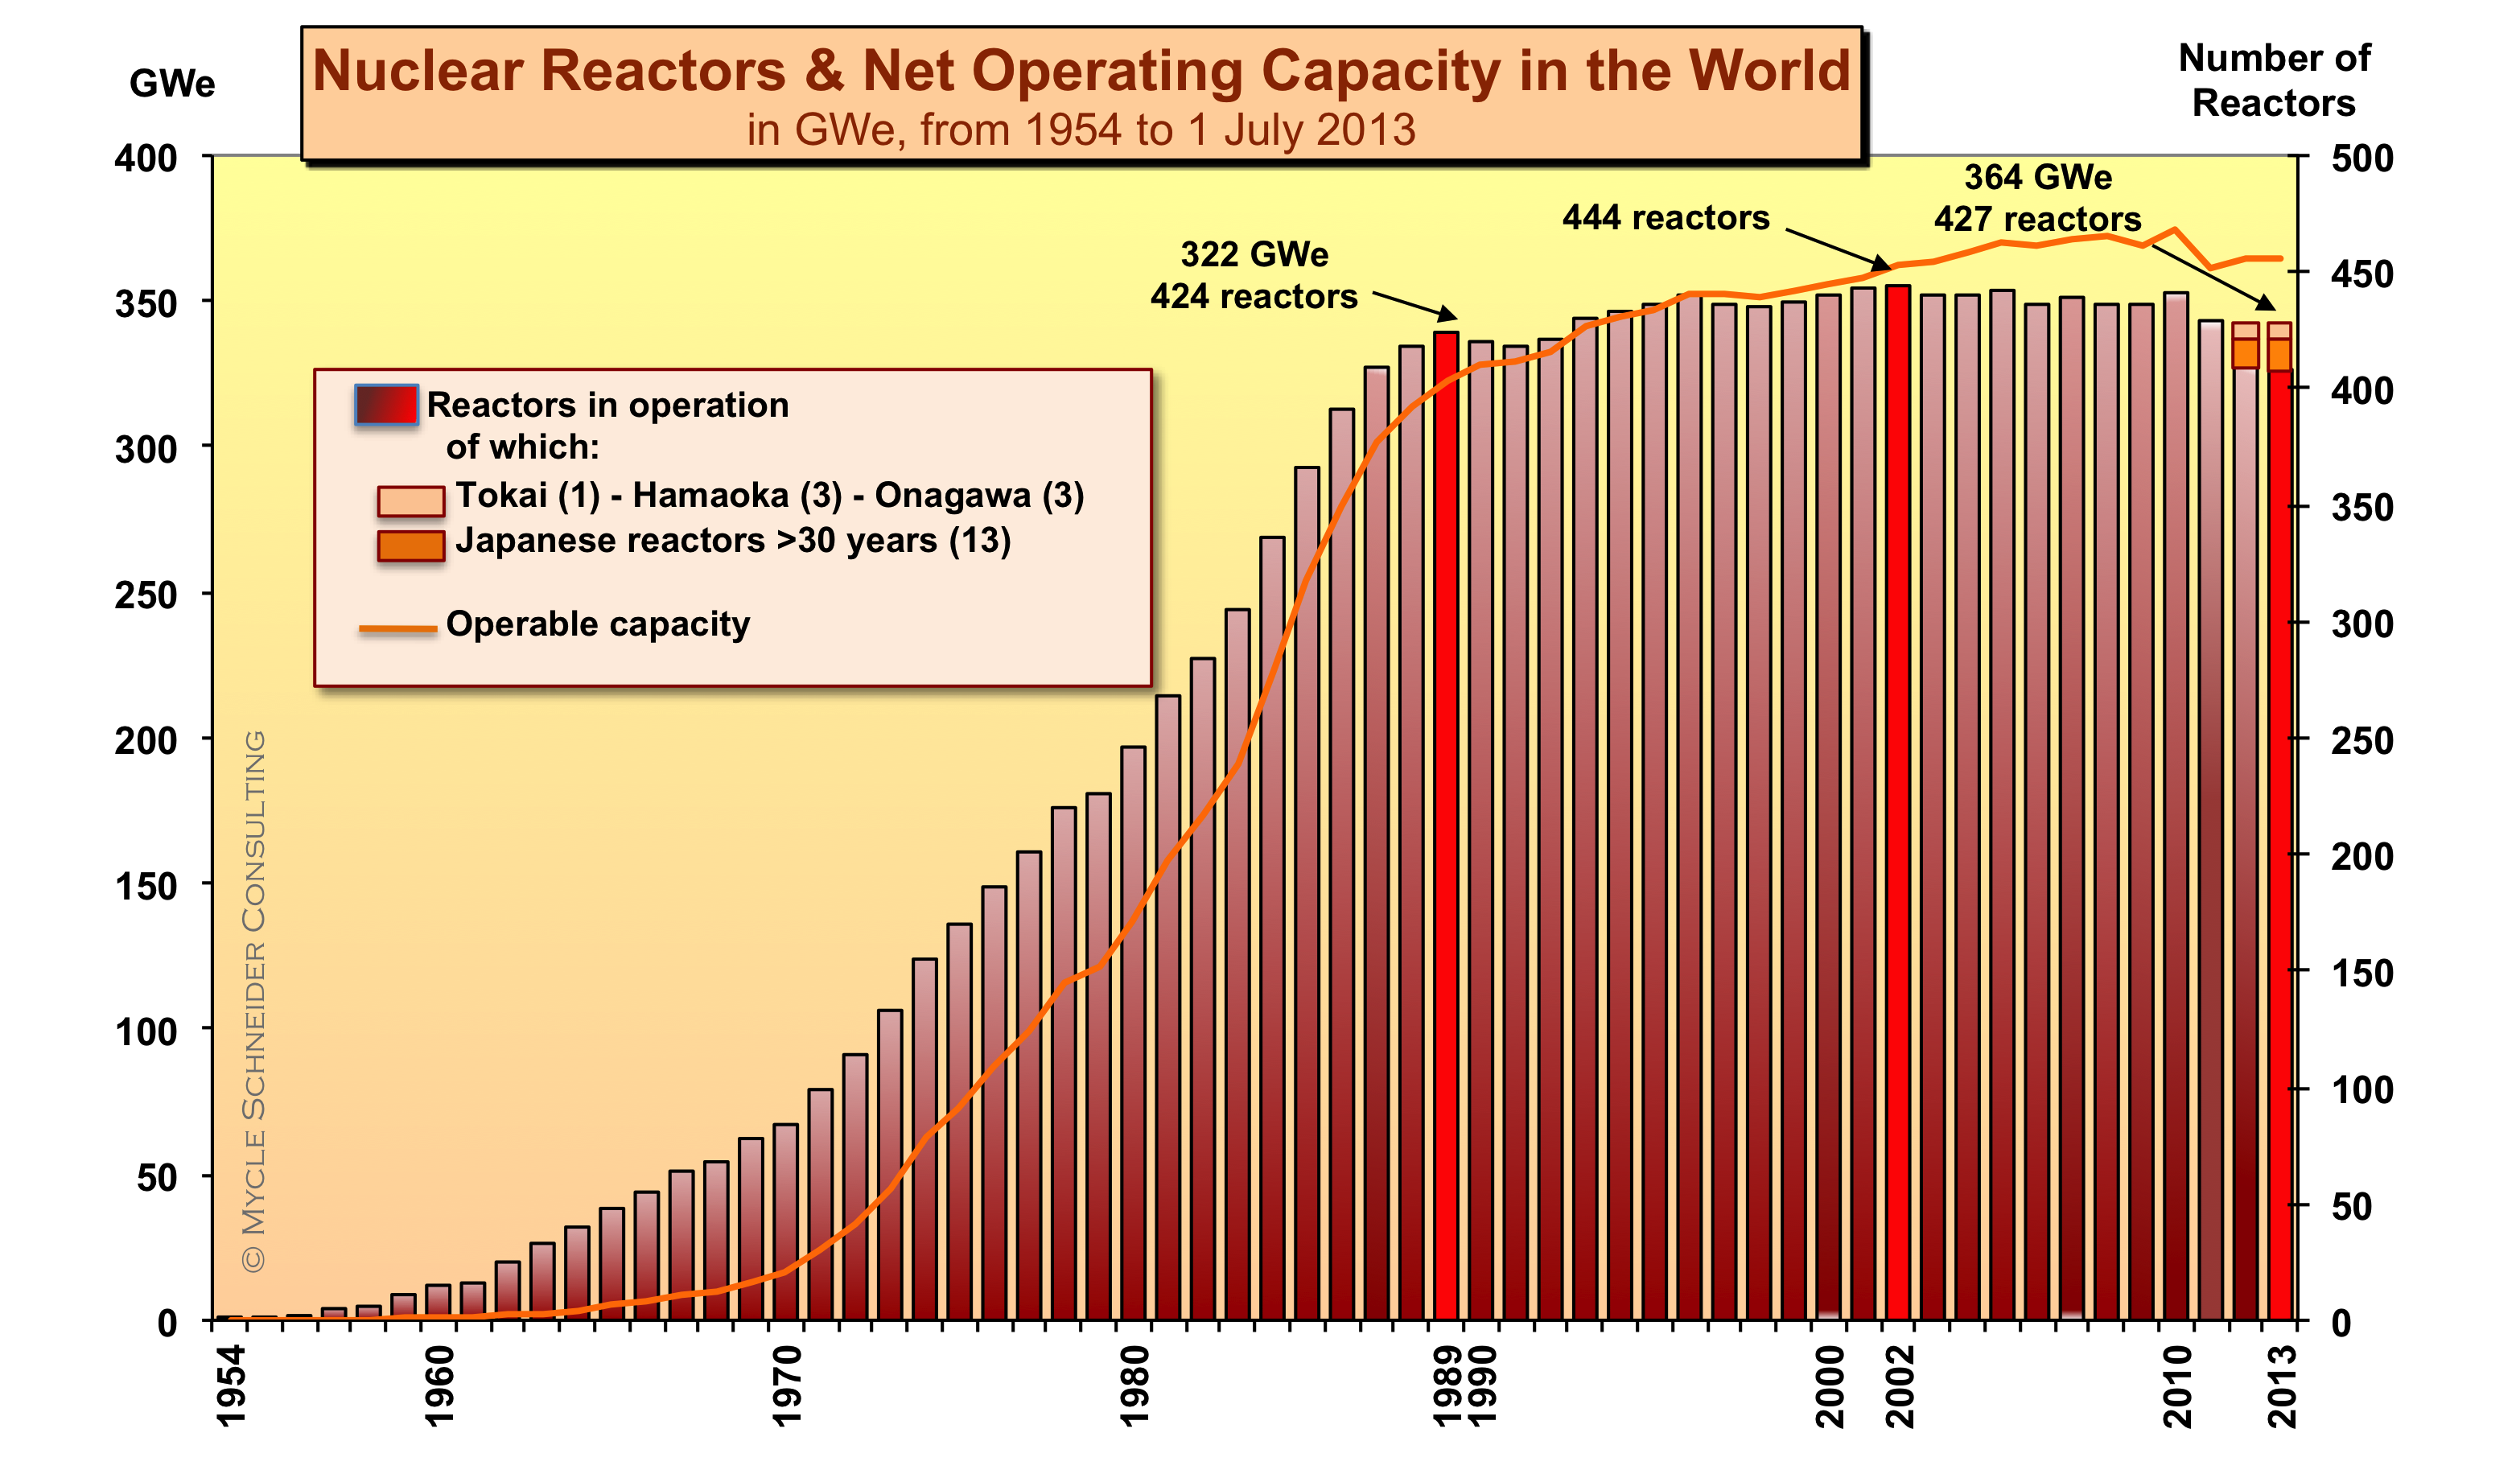 Nuclear Reactors & Net Operating Capacity in the World
in GWe, from 1954 to 1 July 2013
GWe
Number of
Reactors
400
350
300
250
200
150
100
50
0
500
450
400
350
300
250
200
150
100
50
0
322 GWe
424 reactors
444 reactors
364 GWe
427 reactors
Reactors in operation
of which:
Tokai (1) - Hamaoka (3) - Onagawa (3)
Japanese reactors >30 years (13)
Operable capacity
© Mycle Schneider Consulting
1954
1960
1970
1980
1989
1990
2000
2002
2010
2013